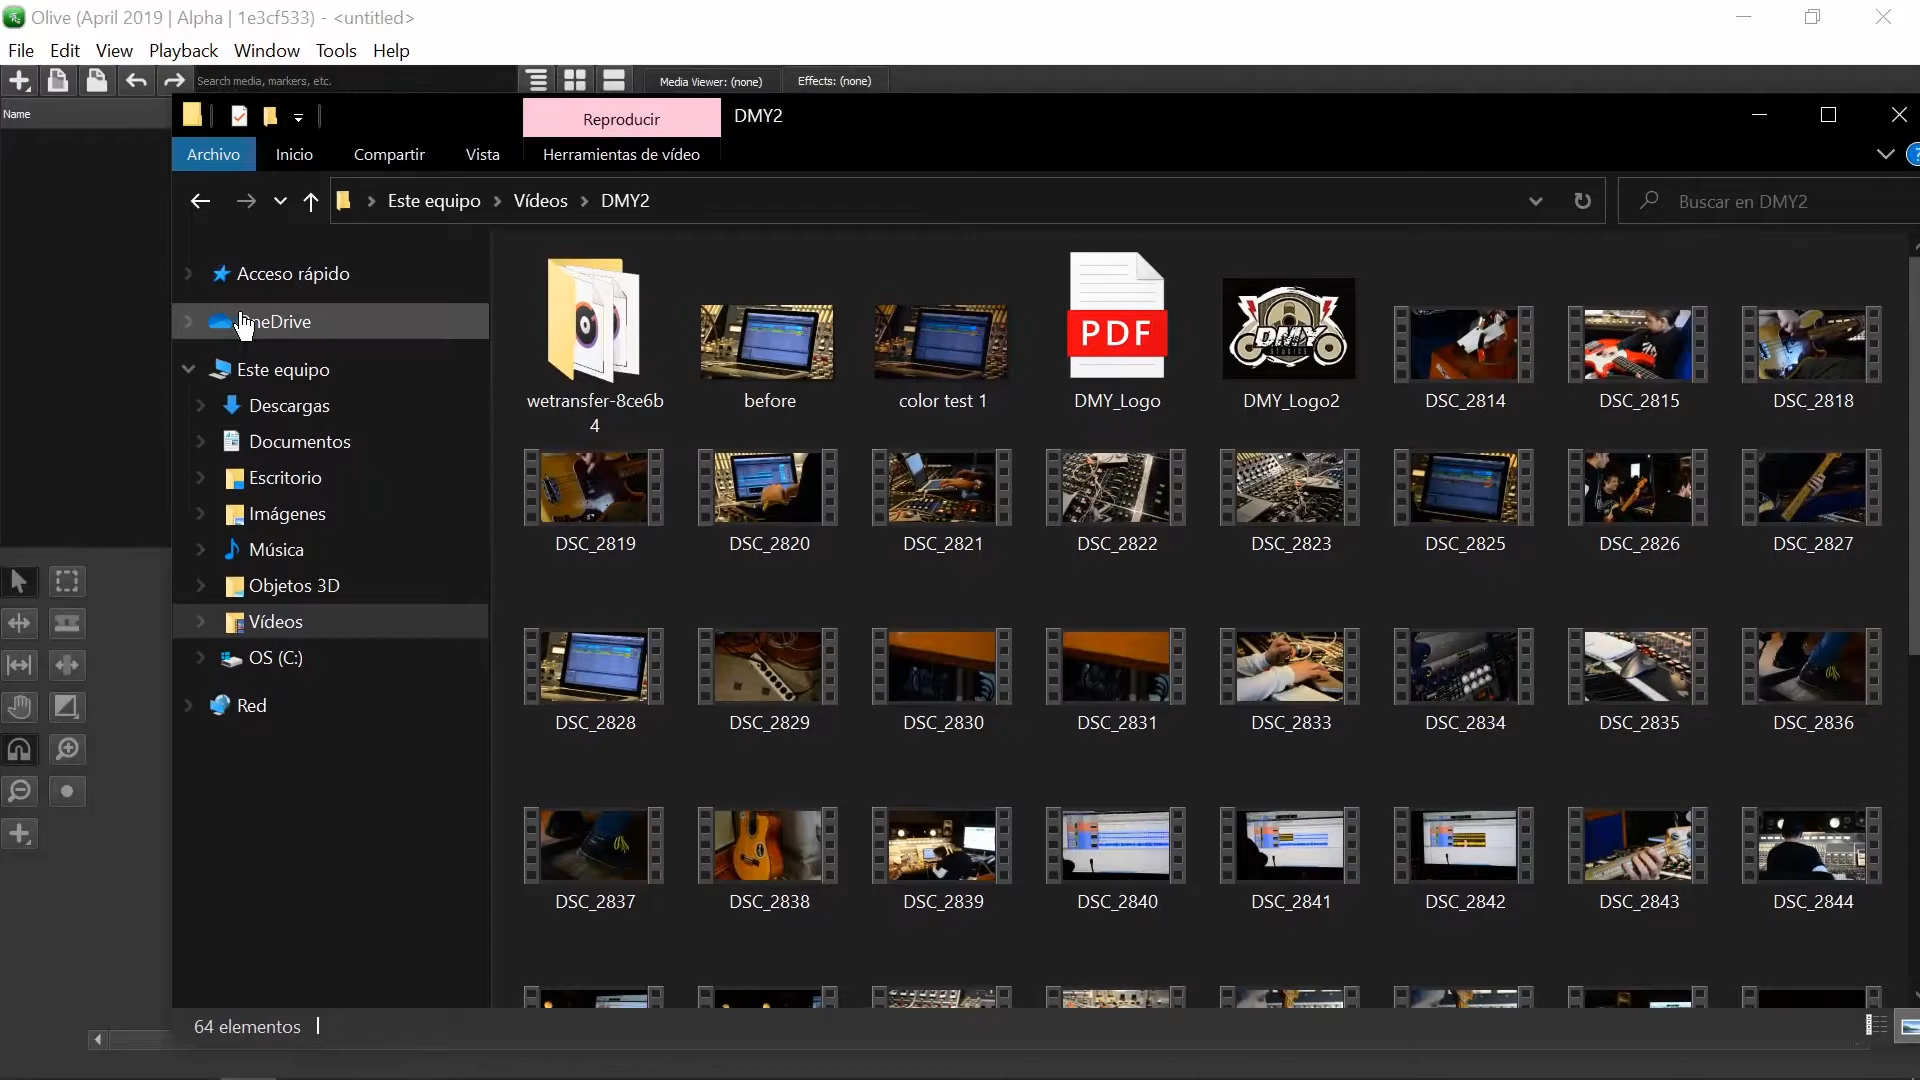 Olive (April 2019 | Alpha | 1e3cf533) - <untitled>
File Edit View Playback Window Tools Help
Search media, markers, etc.
Media Viewer: (none) Effects: (none)
Name
Reproducir DMY2
Archivo Inicio Compartir Vista Herramientas de vídeo
Este equipo Vídeos DMY2
Buscar en DMY2
Acceso rápido
neDrive
Este equipo
Descargas
Documentos
Escritorio
Imágenes
Música
Objetos 3D
Vídeos
OS (C:)
Red
PDF
DMY
STUDIOS
wetransfer-8ce6b
4
before
color test 1
DMY_Logo
DMY_Logo2
DSC_2814
DSC_2815
DSC_2818
DSC_2819
DSC_2820
DSC_2821
DSC_2822
DSC_2823
DSC_2825
DSC_2826
DSC_2827
DSC_2828
DSC_2829
DSC_2830
DSC_2831
DSC_2833
DSC_2834
DSC_2835
DSC_2836
DSC_2837
DSC_2838
DSC_2839
DSC_2840
DSC_2841
DSC_2842
DSC_2843
DSC_2844
64 elementos